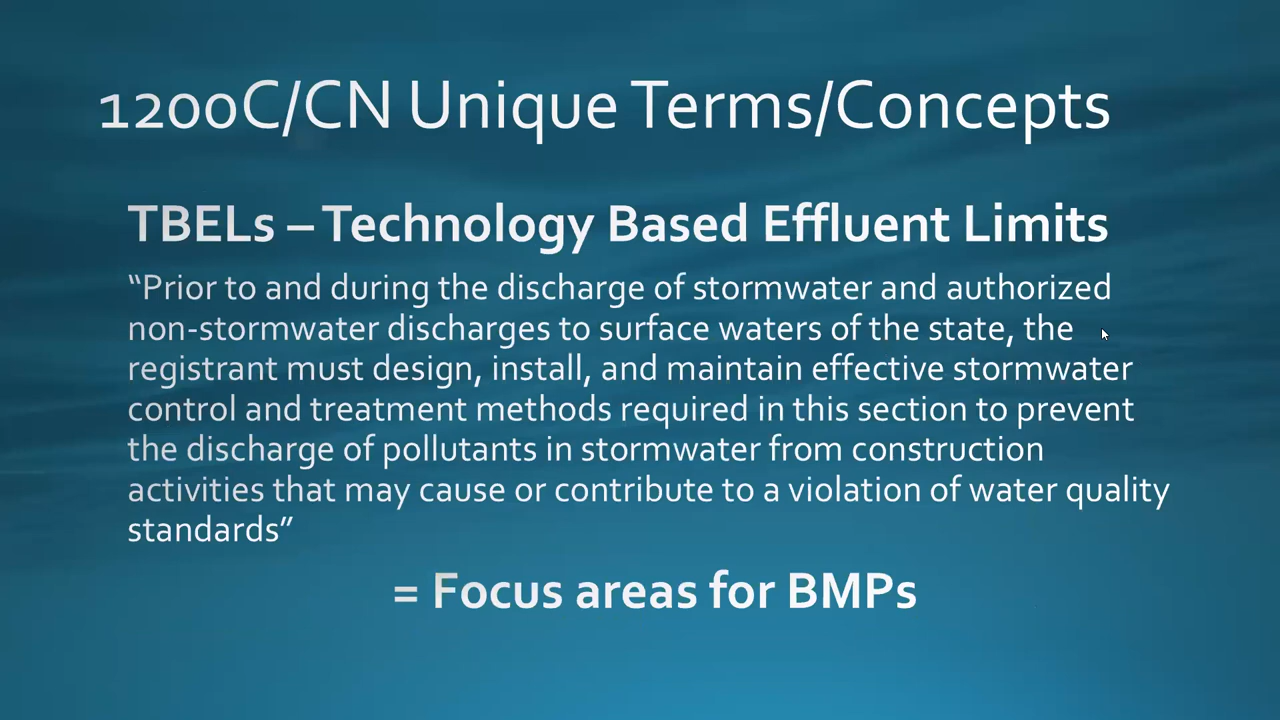 1200C/CN Unique Terms/Concepts
TBELs – Technology Based Effluent Limits
“Prior to and during the discharge of stormwater and authorized
non-stormwater discharges to surface waters of the state, the
registrant must design, install, and maintain effective stormwater
control and treatment methods required in this section to prevent
the discharge of pollutants in stormwater from construction
activities that may cause or contribute to a violation of water quality
standards”
= Focus areas for BMPs